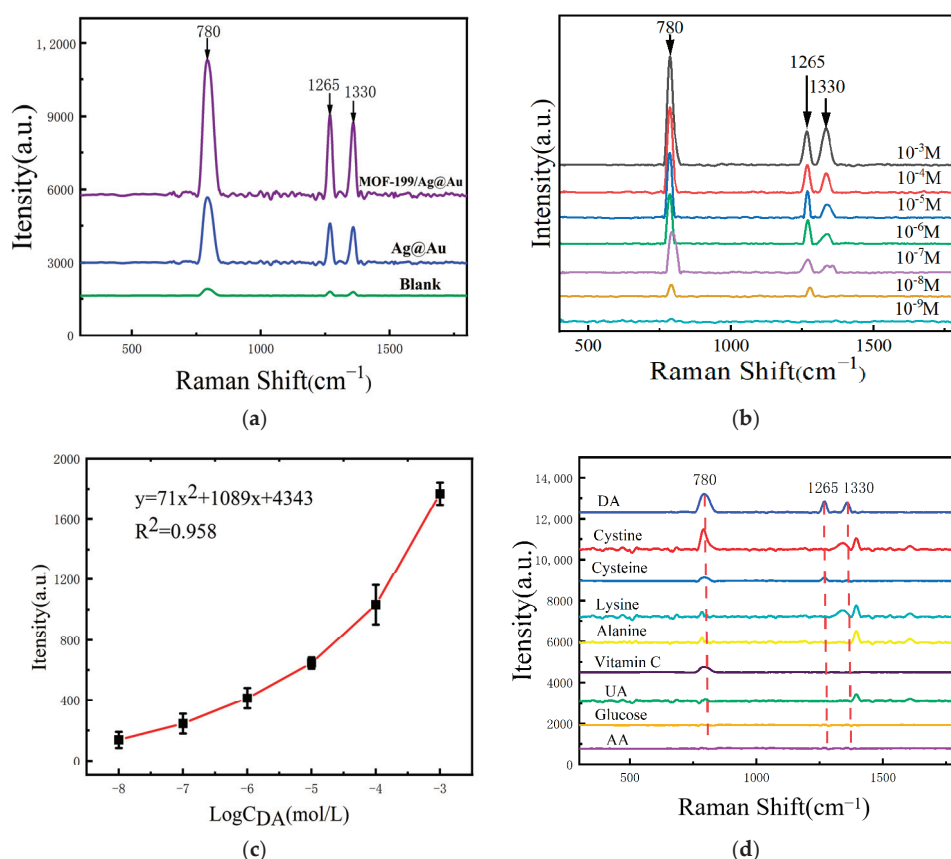 780
1265
1330
MOF-199/Ag@Au
Ag@Au
Blank
1,2000
9000
6000
3000
0
500
1000
1500
Itensity(a.u.)
Raman Shift(cm⁻¹)
(a)
780
1265
1330
10⁻³M
10⁻⁴M
10⁻⁵M
10⁻⁶M
10⁻⁷M
10⁻⁸M
10⁻⁹M
500
1000
1500
Intensity(a.u.)
Raman Shift(cm⁻¹)
(b)
y=71x²+1089x+4343
R²=0.958
2000
1600
1200
800
400
0
-8
-7
-6
-5
-4
-3
Itensity(a.u.)
LogCDA(mol/L)
(c)
780
1265
1330
DA
Cystine
Cysteine
Lysine
Alanine
Vitamin C
UA
Glucose
AA
14,000
12,000
10,000
8000
6000
4000
2000
0
500
1000
1500
Itensity(a.u.)
Raman Shift(cm⁻¹)
(d)